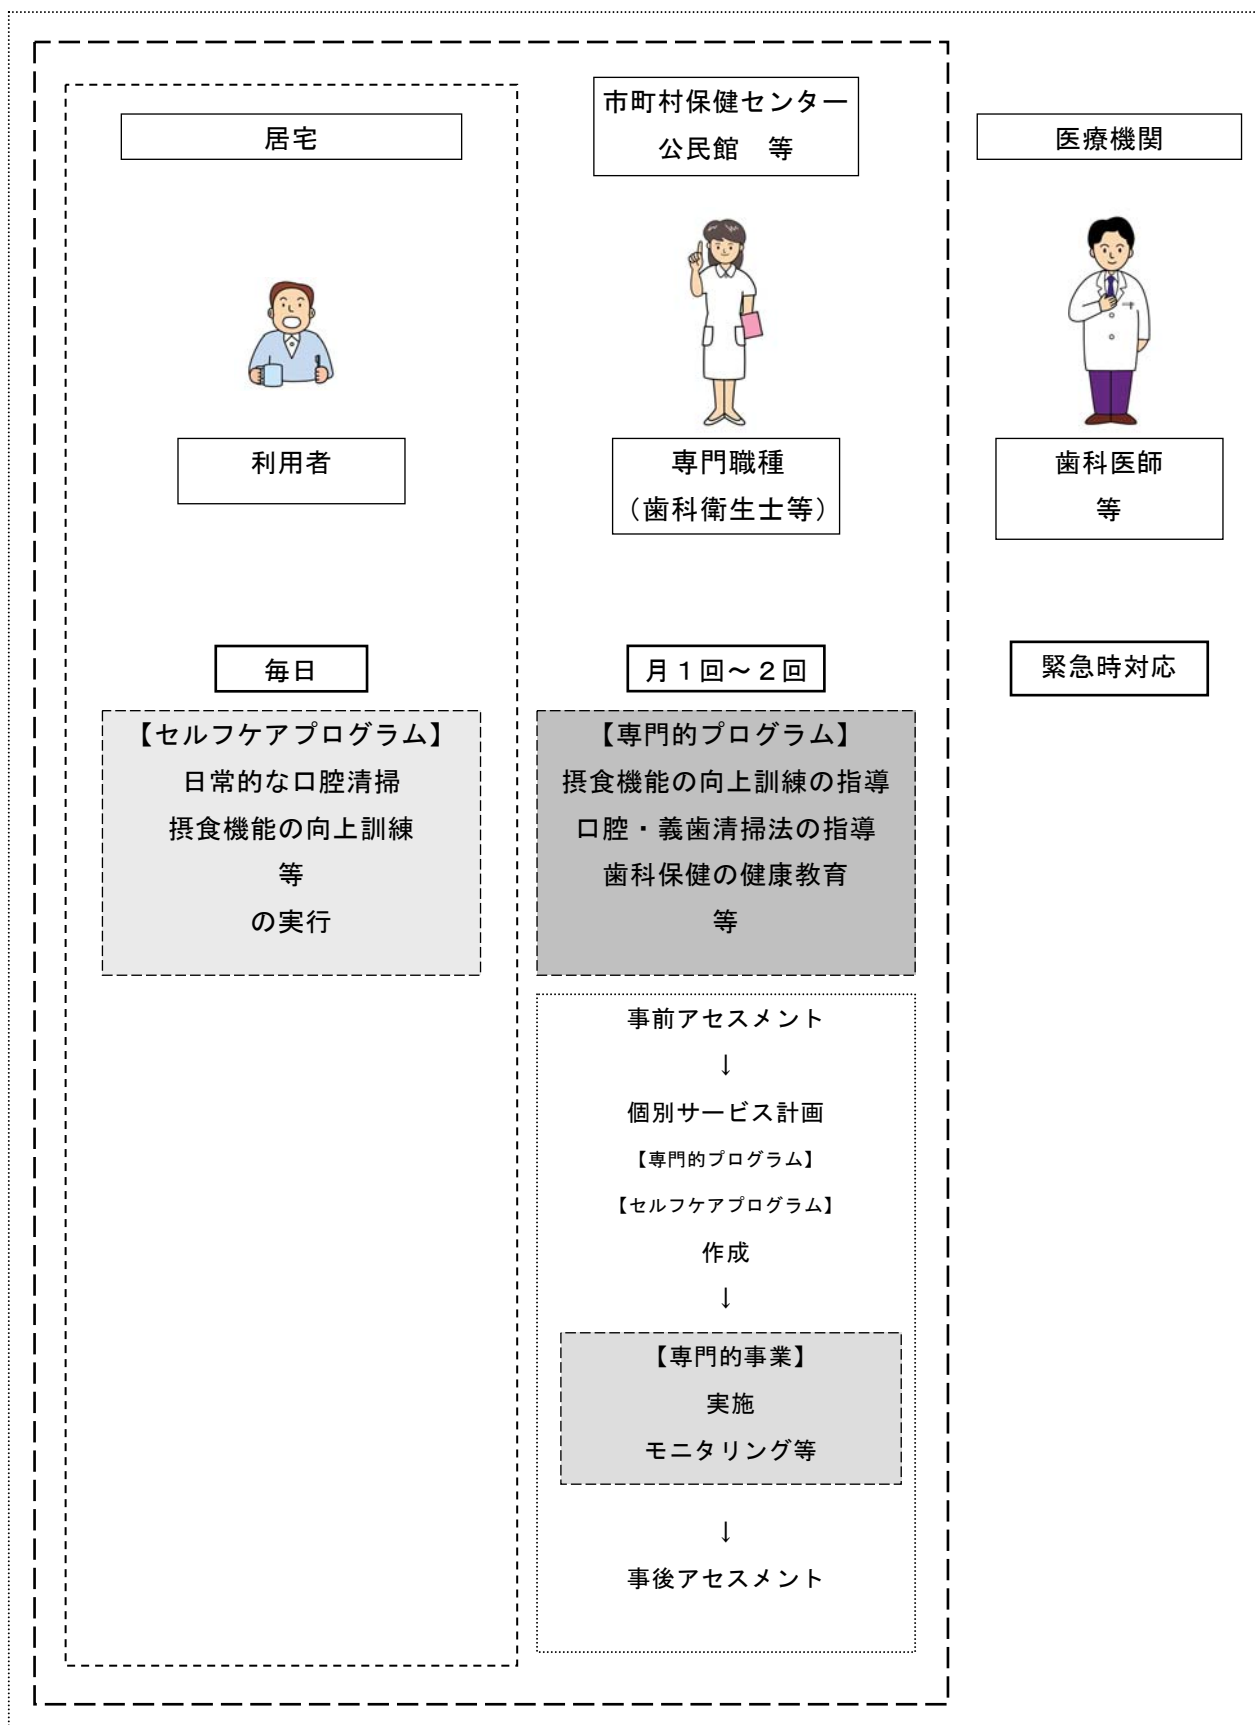 居宅
利用者
毎日
【セルフケアプログラム】
日常的な口腔清掃
摂食機能の向上訓練
等
の実行
市町村保健センター
公民館　等
専門職種
（歯科衛生士等）
月１回～２回
【専門的プログラム】
摂食機能の向上訓練の指導
口腔・義歯清掃法の指導
歯科保健の健康教育
等
事前アセスメント
↓
個別サービス計画
【専門的プログラム】
【セルフケアプログラム】
作成
↓
【専門的事業】
実施
モニタリング等
↓
事後アセスメント
医療機関
歯科医師
等
緊急時対応